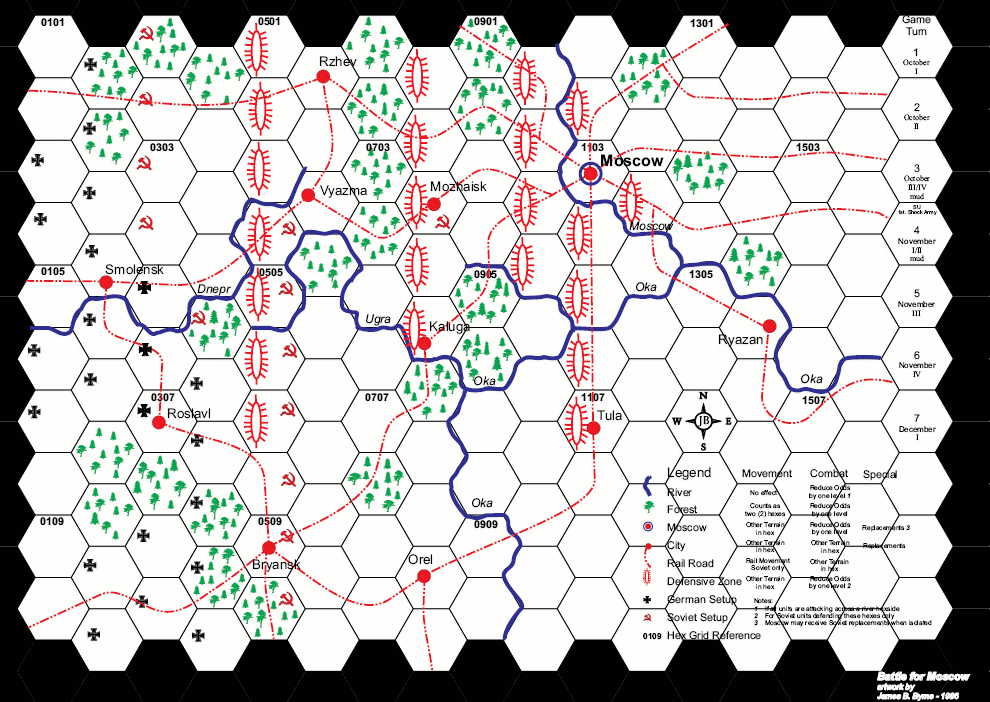 0101
0501
0901
1301
Game
Turn
1
October
I
Rzhev
2
October
II
0303
0703
1103
Moscow
1503
3
October
III/IV
mud
SU
1st. Shock Army
Vyazma
Mozhaisk
Moscow
4
November
I/II
mud
0105
Smolensk
Dnepr
0505
0905
Oka
1305
5
November
III
Ugra
Kaluga
Ryazan
6
November
IV
Oka
Oka
1507
0307
Roslavl
0707
1107
Tula
N
W
JB
E
S
7
December
I
Legend
Movement
Combat
Special
River
No effect
Reduce Odds
by one level 1
Forest
Counts as
two (2) hexes
Reduce Odds
by one level
Moscow
Other Terrain
in hex
Reduce Odds
by one level
Replacements 3
City
Other Terrain
in hex
Other Terrain
in hex
Replacements
Rail Road
Rail Movement
Soviet only
Other Terrain
in hex
Defensive Zone
Other Terrain
in hex
Reduce Odds
by one level 2
German Setup
Notes:
1 If all units are attacking across a river hexside
Soviet Setup
2 For Soviet units defending these hexes only
3 Moscow may receive Soviet replacements when isolated
0109 Hex Grid Reference
0109
0509
Bryansk
Orel
Oka
0909
Battle for Moscow
artwork by
James B. Byrne - 1996